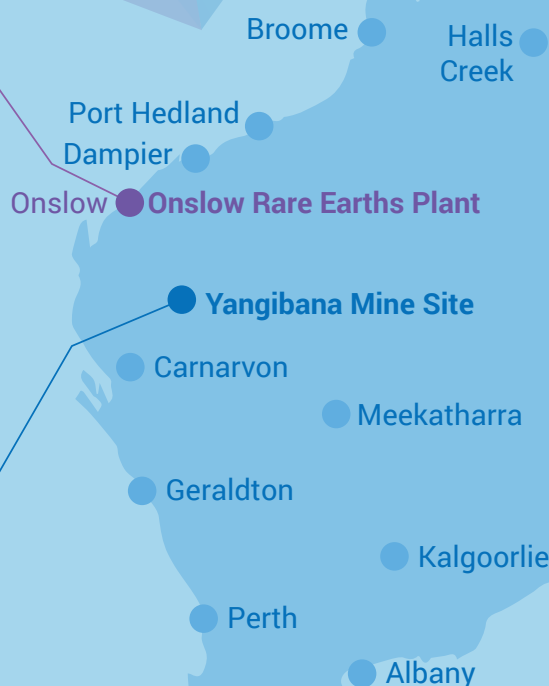 Broome
Halls
Creek
Port Hedland
Dampier
Onslow Onslow Rare Earths Plant
Yangibana Mine Site
Carnarvon
Meekatharra
Geraldton
Kalgoorlie
Perth
Albany